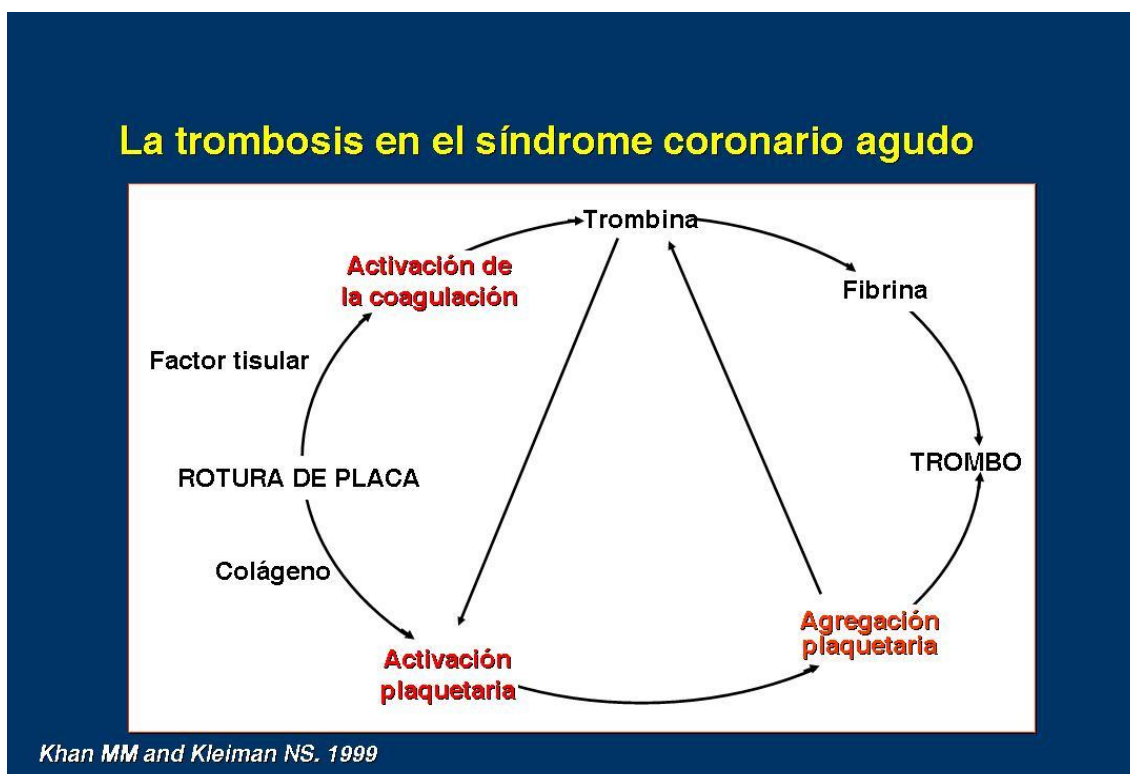 La trombosis en el síndrome coronario agudo
Trombina
Activación de
la coagulación
Fibrina
Factor tisular
ROTURA DE PLACA
TROMBO
Colágeno
Agregación
plaquetaria
Activación
plaquetaria
Khan MM and Kleiman NS. 1999